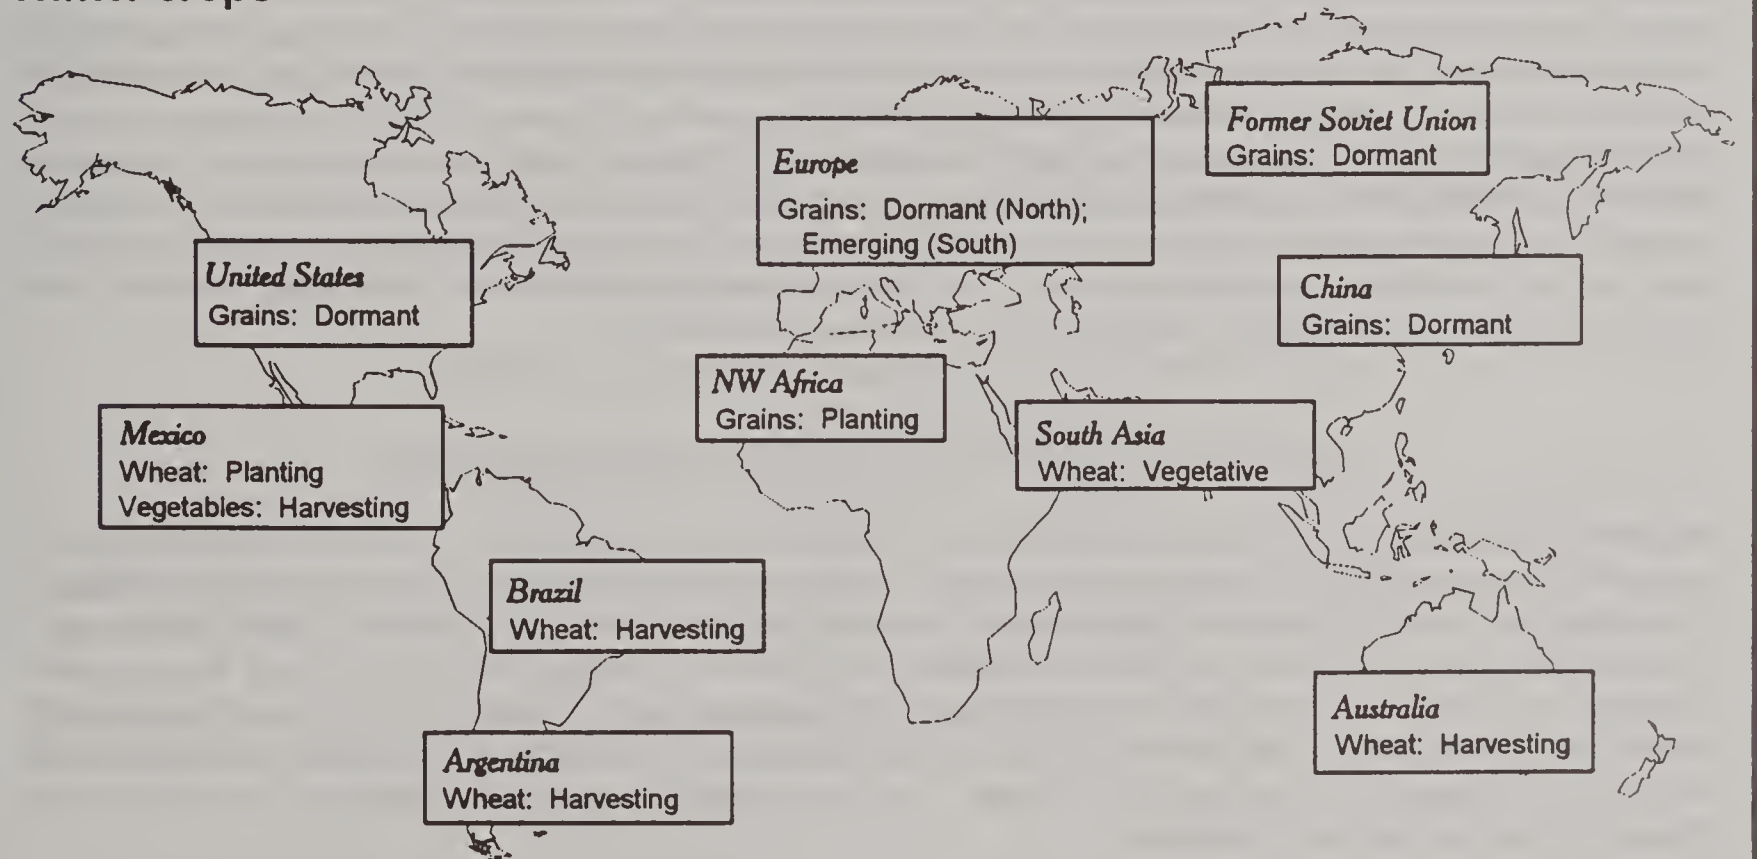 Former Soviet Union
Grains: Dormant
Europe
Grains: Dormant (North);
Emerging (South)
United States
Grains: Dormant
China
Grains: Dormant
NW Africa
Grains: Planting
South Asia
Wheat: Vegetative
Mexico
Wheat: Planting
Vegetables: Harvesting
Brazil
Wheat: Harvesting
Australia
Wheat: Harvesting
Argentina
Wheat: Harvesting